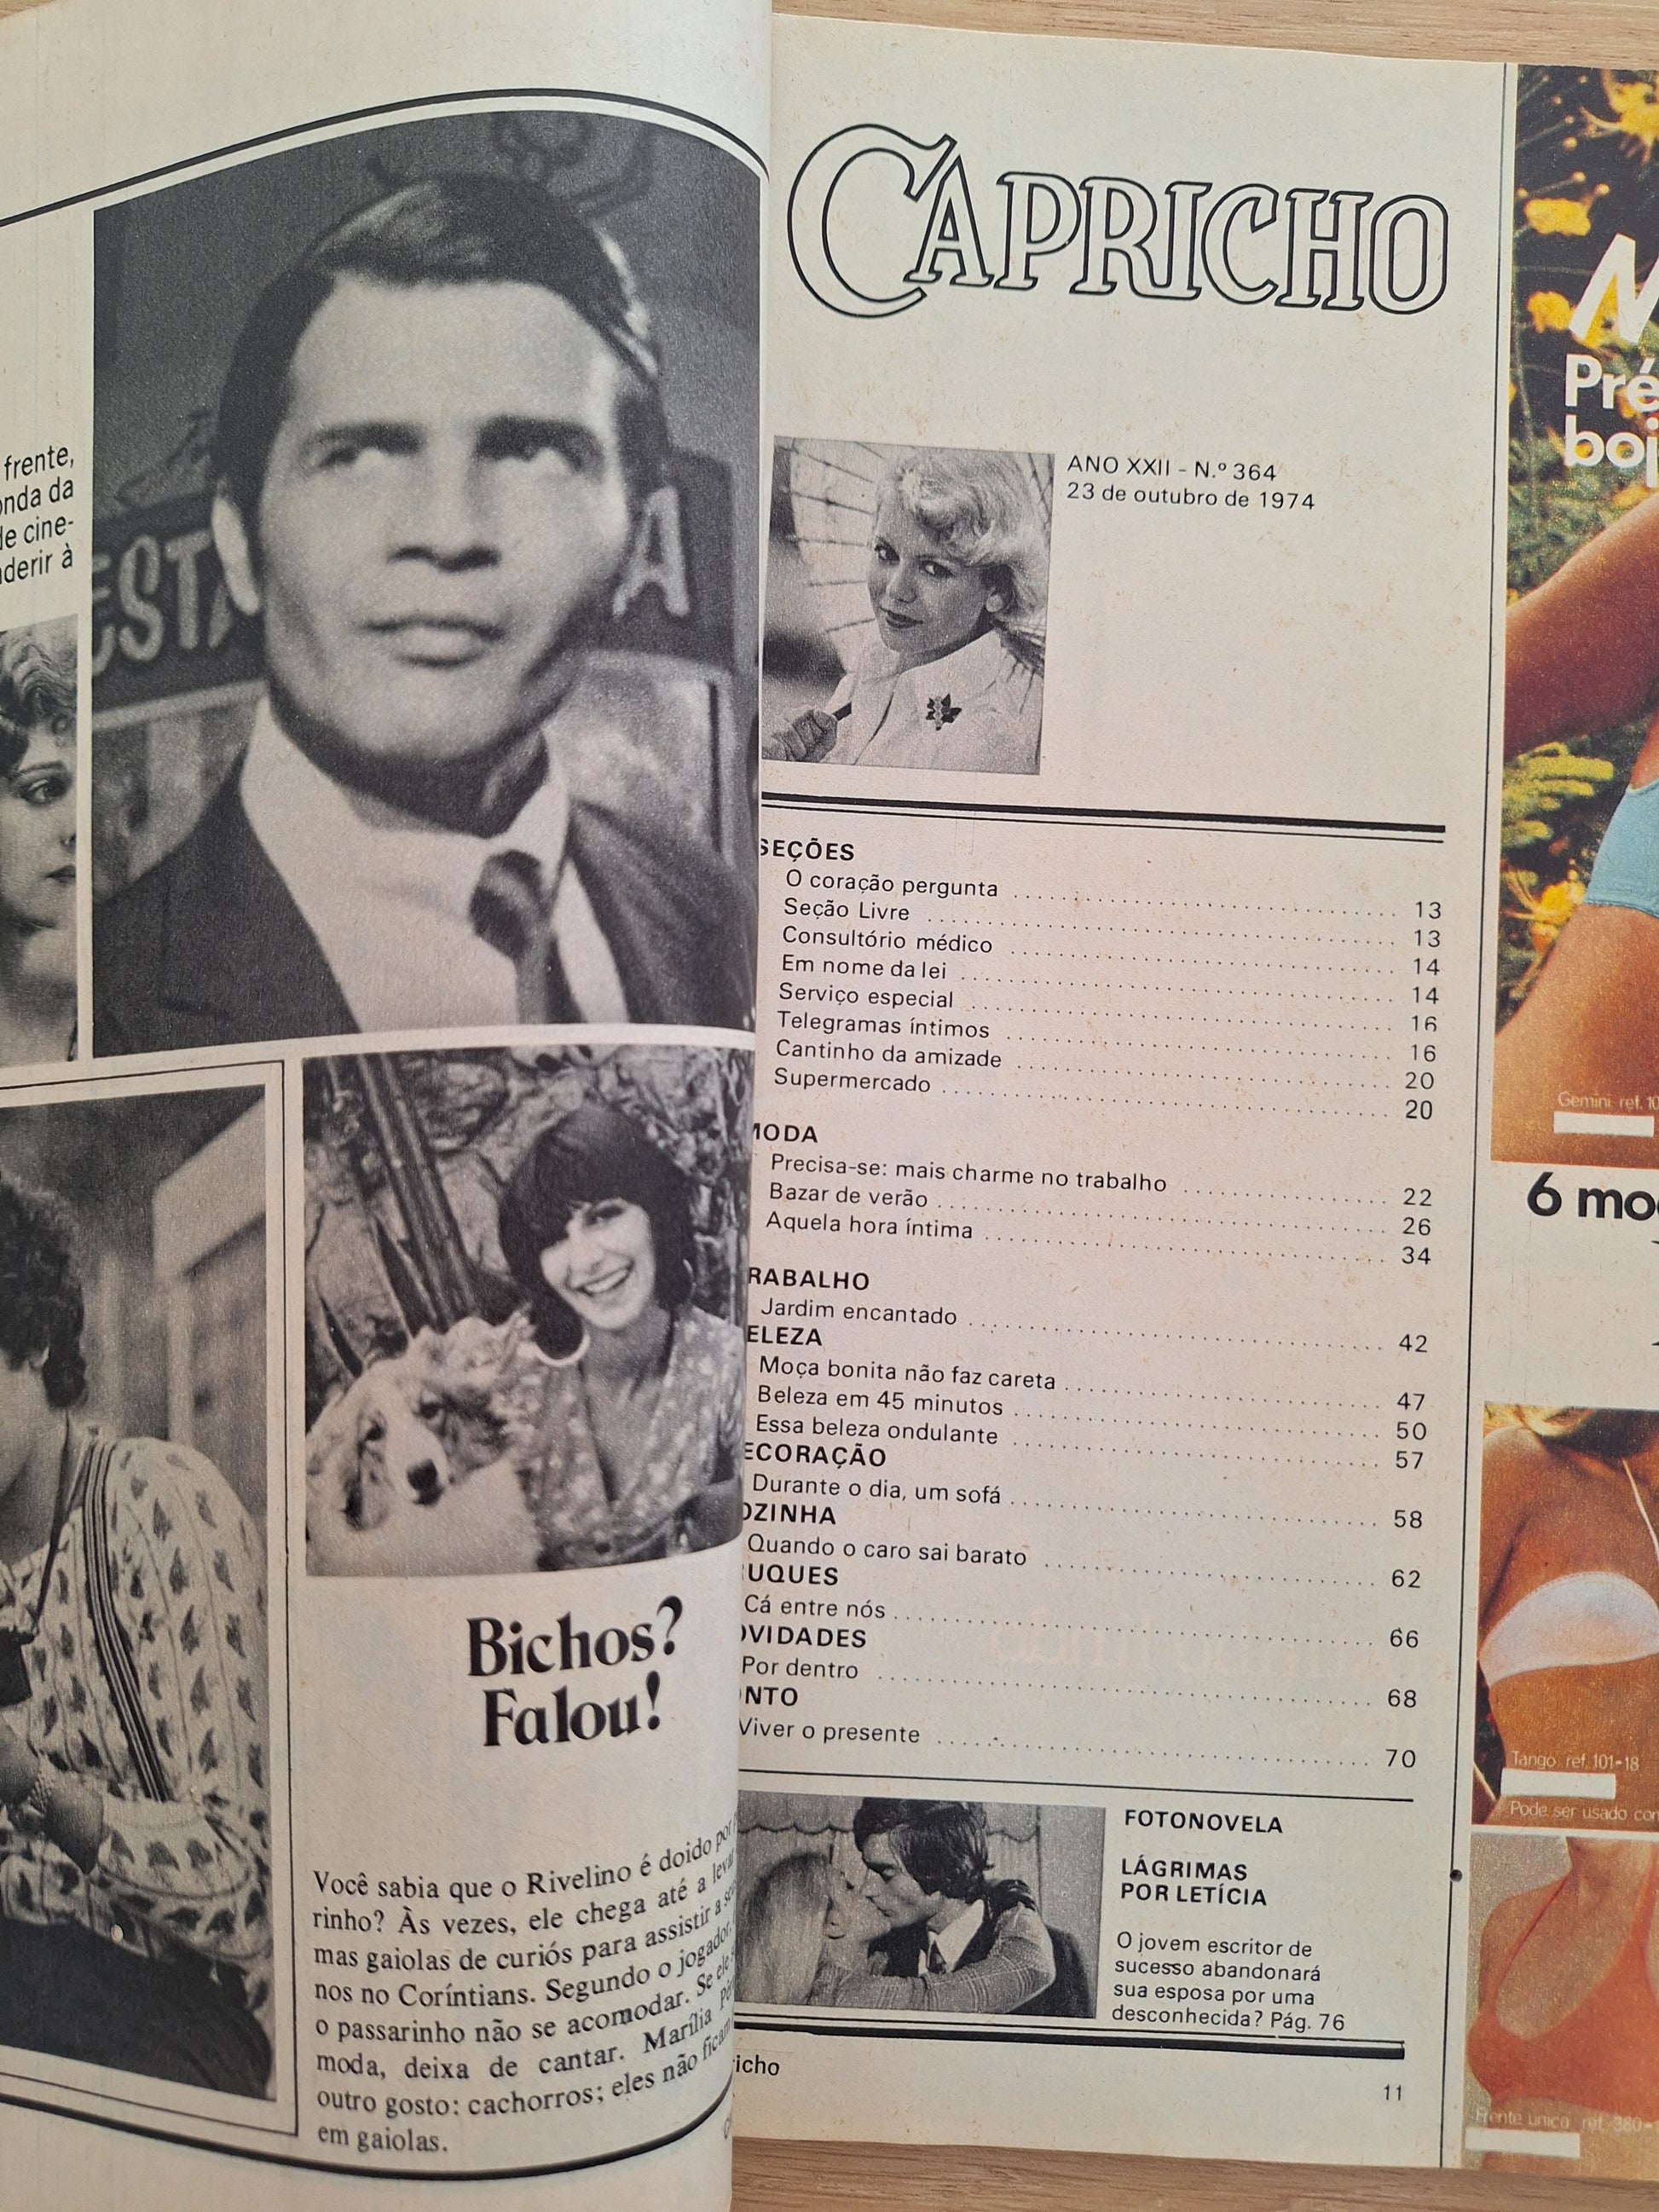 frente,
da
de cine-
aderir à
Bichos?
Falou!
Você sabia que o Rivelino é doido por
rinho? Às vezes, ele chega até a levar
mas gaiolas de curiós para assistir a
nos no Coríntians. Segundo o jogador,
o passarinho não se acomodar. Se ele
moda, deixa de cantar. Marília
outro gosto: cachorros; eles não ficam
em gaiolas.
CAPRICHO
ANO XXII - N.º 364
23 de outubro de 1974
SEÇÕES
O coração pergunta 13
Seção Livre 13
Consultório médico 14
Em nome da lei 14
Serviço especial 16
Telegramas íntimos 16
Cantinho da amizade 20
Supermercado 20
MODA
Precisa-se: mais charme no trabalho 22
Bazar de verão 26
Aquela hora íntima 34
RABALHO
Jardim encantado 42
ELEZA
Moça bonita não faz careta 47
Beleza em 45 minutos 50
Essa beleza ondulante 57
ECORAÇÃO
Durante o dia, um sofá 58
OZINHA
Quando o caro sai barato 62
UQUES
Cá entre nós 66
OVIDADES
Por dentro 68
NTO
Viver o presente 70
FOTONOVELA
LÁGRIMAS
POR LETÍCIA
O jovem escritor de
sucesso abandonará
sua esposa por uma
desconhecida? Pág. 76
richo
11
Pré
boj
Gemini ref. 10
6 mo
Tango ref. 101-18
Pode ser usado
Frente única ref. 380-